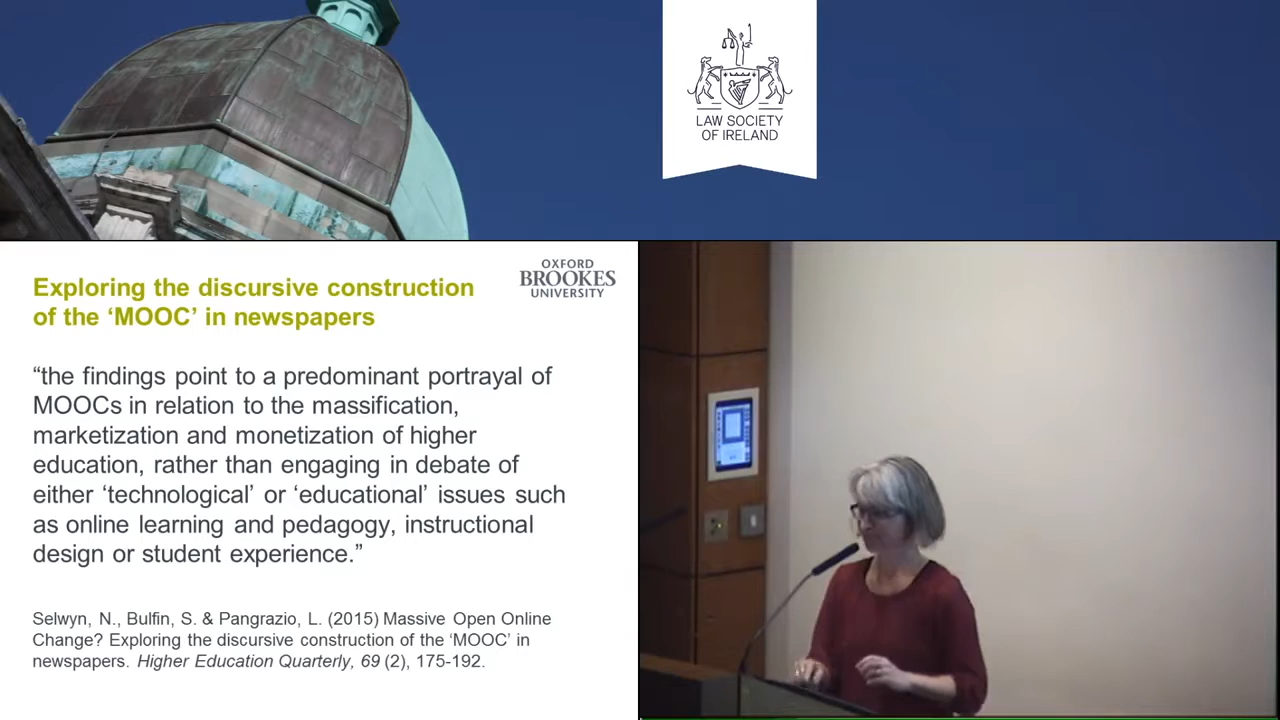 LAW SOCIETY
OF IRELAND
OXFORD
BROOKES
UNIVERSITY
Exploring the discursive construction
of the ‘MOOC’ in newspapers
“the findings point to a predominant portrayal of
MOOCs in relation to the massification,
marketization and monetization of higher
education, rather than engaging in debate of
either ‘technological’ or ‘educational’ issues such
as online learning and pedagogy, instructional
design or student experience.”
Selwyn, N., Bulfin, S. & Pangrazio, L. (2015) Massive Open Online
Change? Exploring the discursive construction of the ‘MOOC’ in
newspapers. Higher Education Quarterly, 69 (2), 175-192.